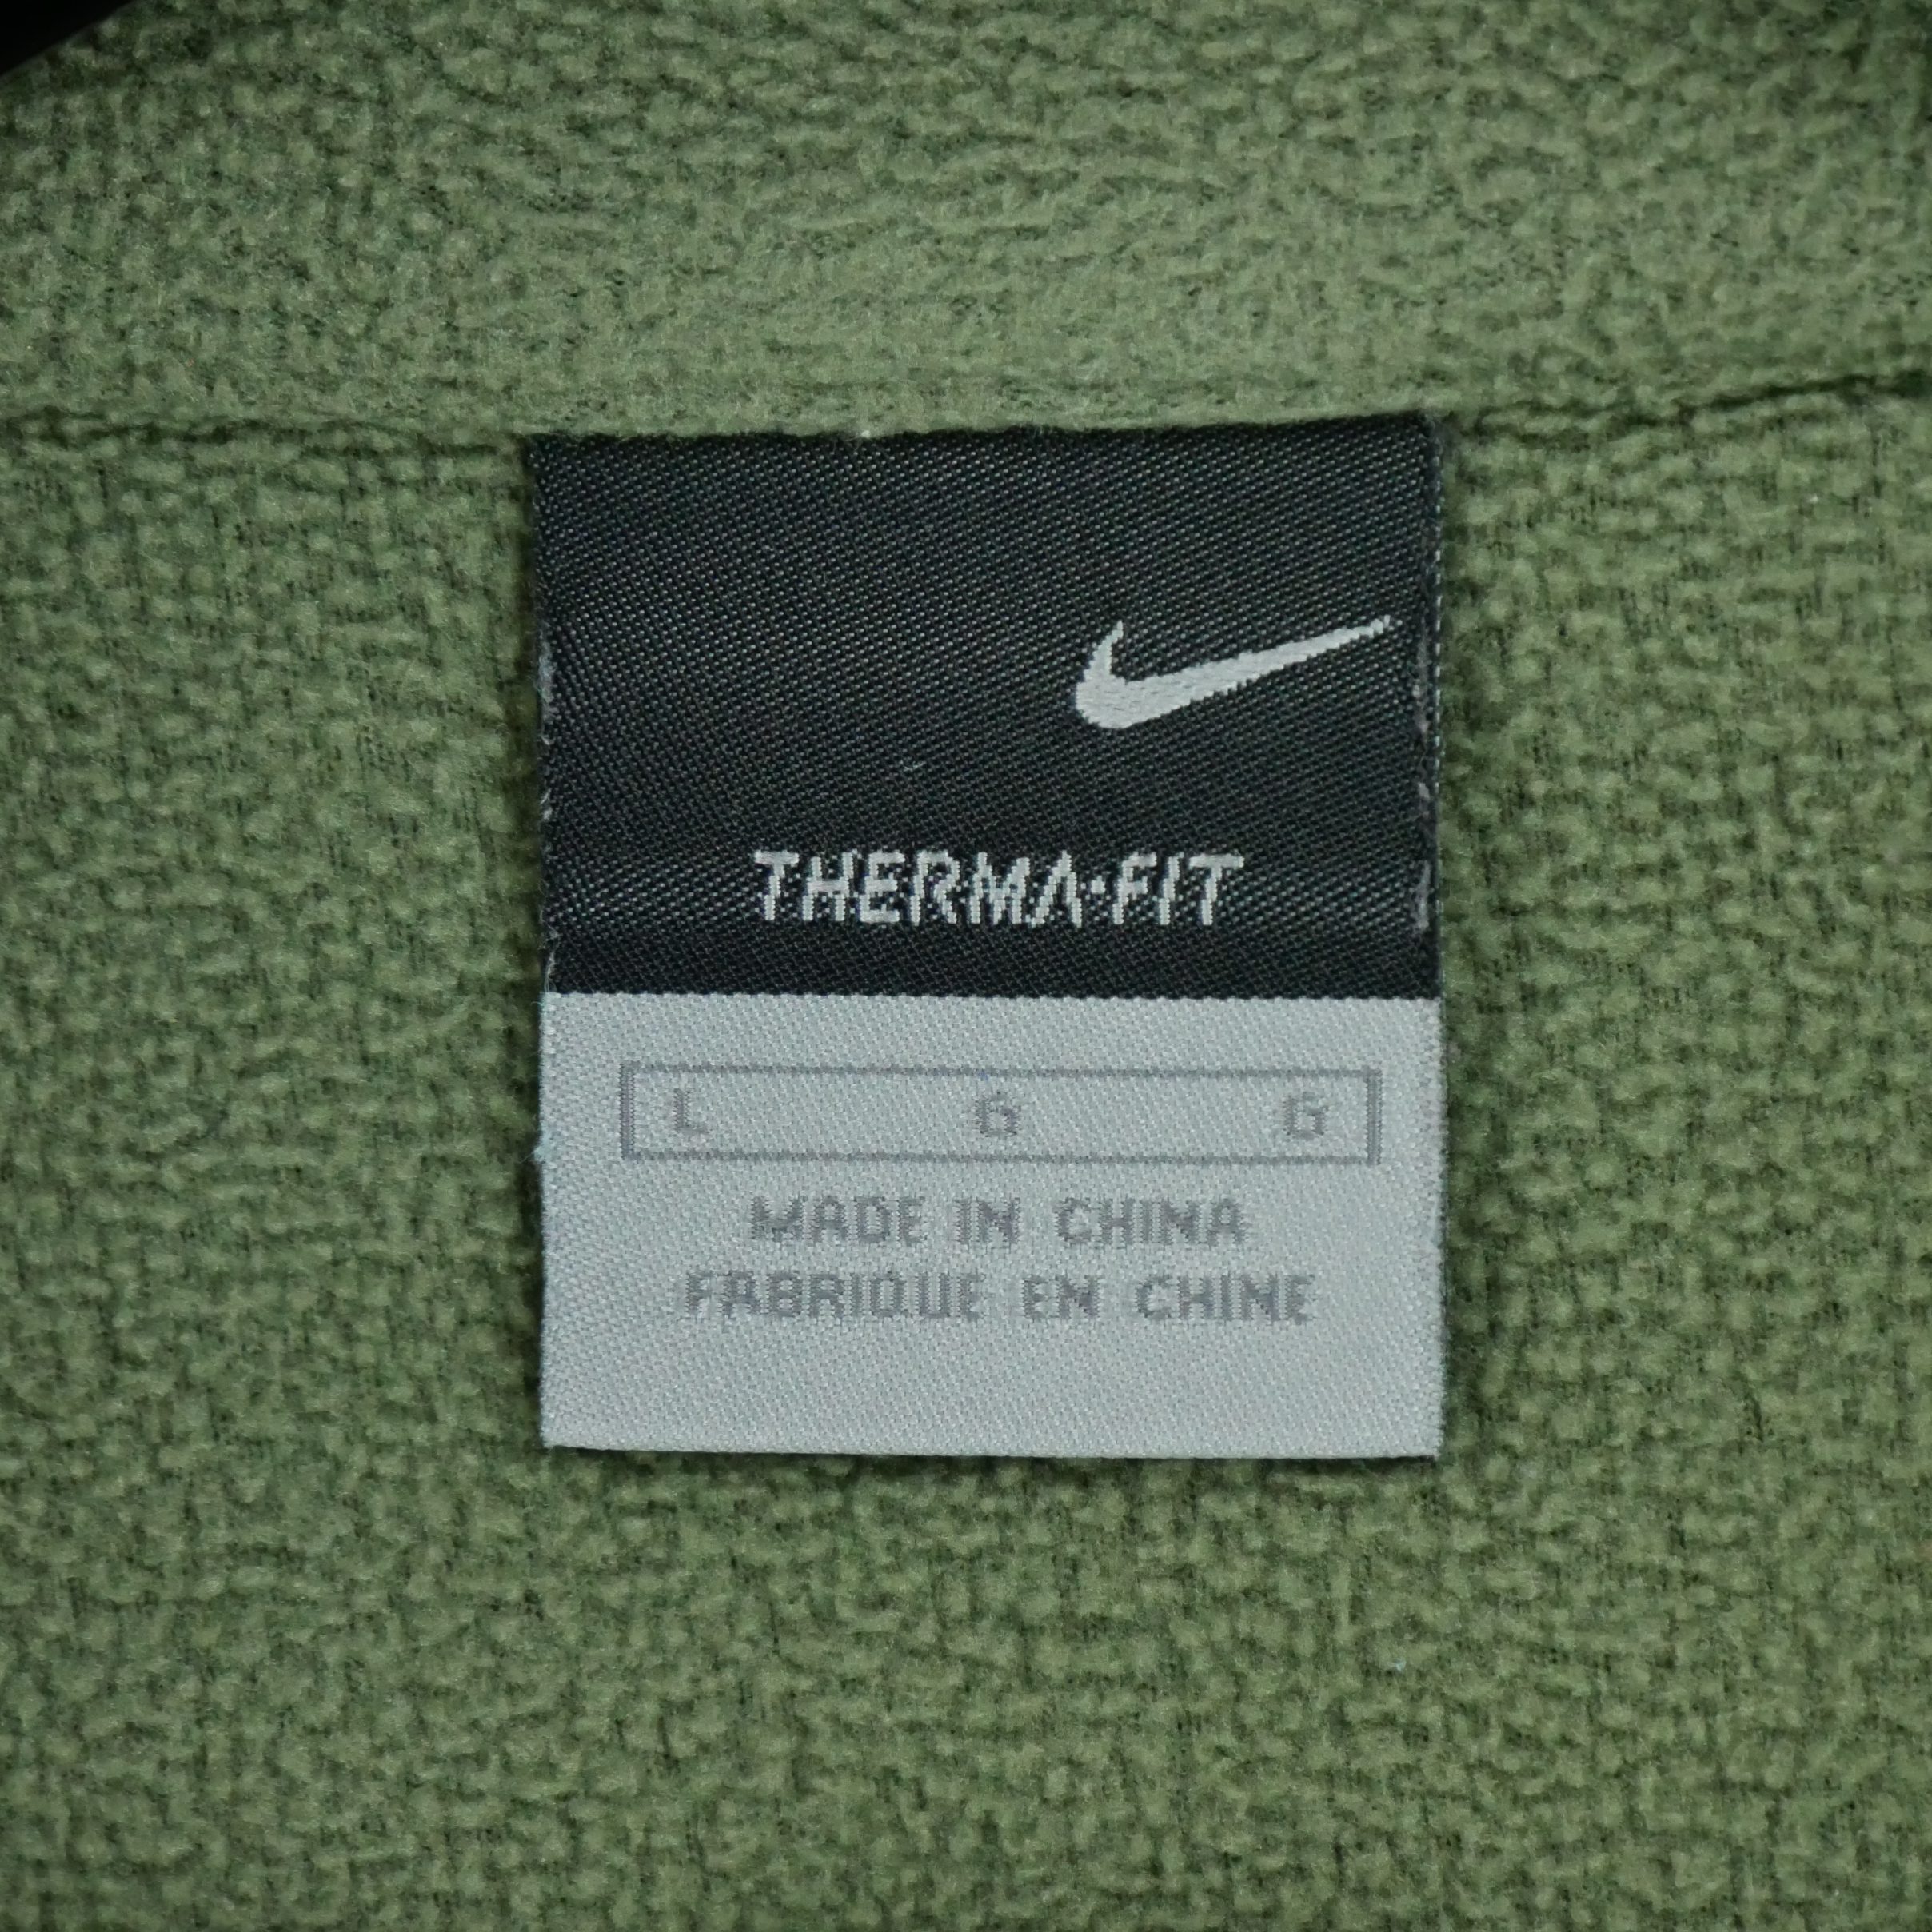 THERMA·FIT
L G G
MADE IN CHINA
FABRIQUE EN CHINE